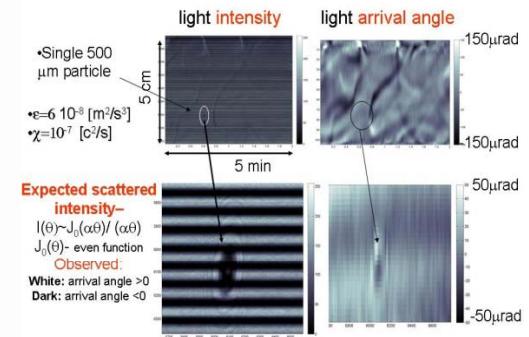 light intensity
light arrival angle
•Single 500
μm particle
•ε=6 10⁻⁸ [m²/s³]
•χ=10⁻⁷ [c²/s]
5 cm
5 min
150μrad
-150μrad
Expected scattered
intensity–
I(θ)~J₀(αθ)/ (αθ)
J₀(θ)- even function
Observed:
White: arrival angle >0
Dark: arrival angle <0
50μrad
-50μrad